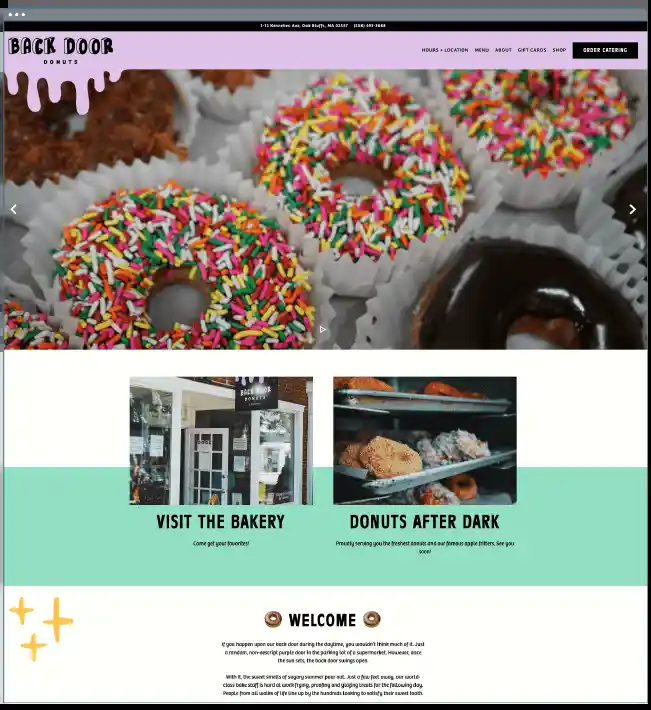 1-11 Kennebec Ave, Oak Bluffs, MA 02557 (508) 693-3688
BACK DOOR
DONUTS
HOURS + LOCATION MENU ABOUT GIFT CARDS SHOP ORDER CATERING
BACK DOOR
DONUTS
VISIT THE BAKERY
Come get your favorites!
DONUTS AFTER DARK
Proudly serving you the freshest donuts and our famous apple fritters. See you
soon!
WELCOME
If you happen upon our back door during the daytime, you wouldn't think much of it. Just
a random, non-descript purple door in the parking lot of a supermarket. However, once
the sun sets, the back door swings open.
With it, the sweet smells of sugary summer pour out. Just a few feet away, our world-
class bake staff is hard at work frying, proofing and glazing treats for the following day.
People from all walks of life line up by the hundreds looking to satisfy their sweet tooth.